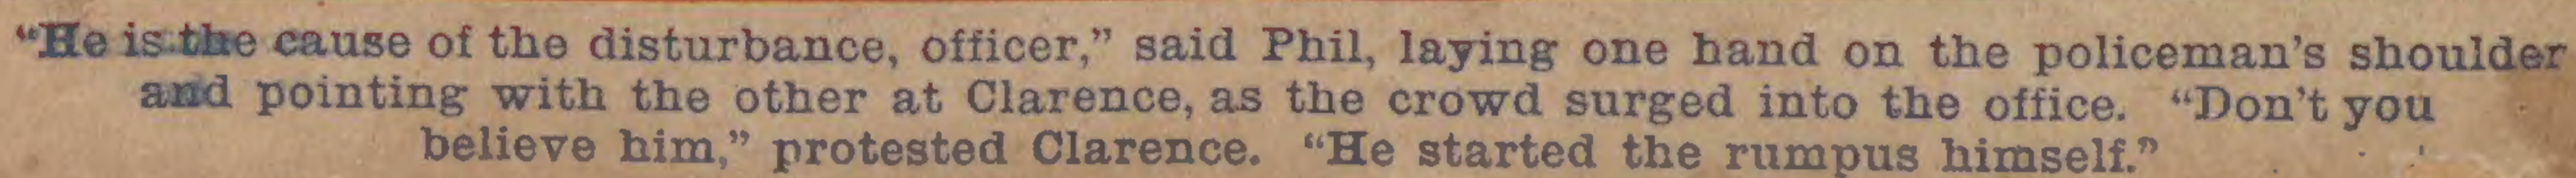 “He is the cause of the disturbance, officer,” said Phil, laying one hand on the policeman’s shoulder
and pointing with the other at Clarence, as the crowd surged into the office. “Don’t you
believe him,” protested Clarence. “He started the rumpus himself.”